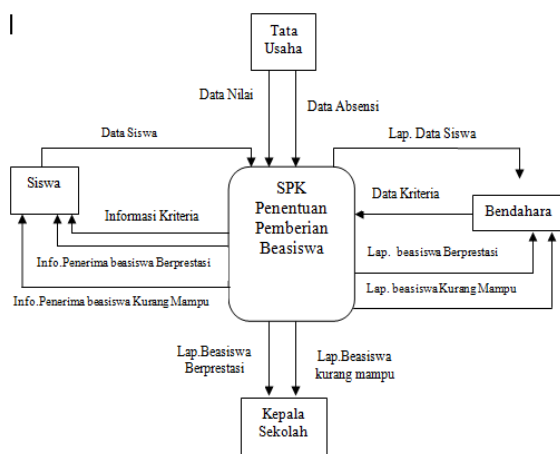 Tata
Usaha
Data Nilai
Data Absensi
Data Siswa
Lap. Data Siswa
Siswa
SPK
Penentuan
Pemberian
Beasiswa
Data Kriteria
Bendahara
Informasi Kriteria
Info.Penerima beasiswa Berprestasi
Lap. beasiswa Berprestasi
Info.Penerima beasiswa Kurang Mampu
Lap. beasiswa Kurang Mampu
Lap.Beasiswa
Berprestasi
Lap.Beasiswa
kurang mampu
Kepala
Sekolah